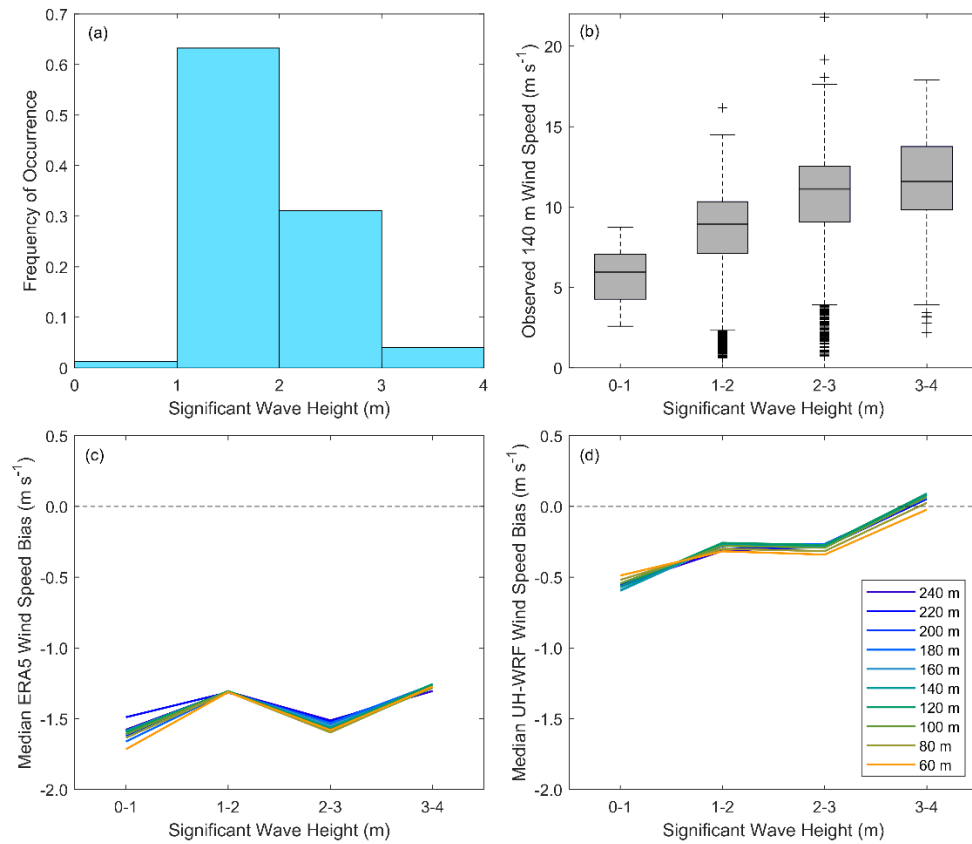 (a)
0.7
0.6
0.5
0.4
0.3
0.2
0.1
0
Frequency of Occurrence
0 1 2 3 4
Significant Wave Height (m)
(b)
20
15
10
5
0
Observed 140 m Wind Speed (m s⁻¹)
0-1 1-2 2-3 3-4
Significant Wave Height (m)
(c)
0.5
0.0
-0.5
-1.0
-1.5
-2.0
Median ERA5 Wind Speed Bias (m s⁻¹)
0-1 1-2 2-3 3-4
Significant Wave Height (m)
(d)
0.5
0.0
-0.5
-1.0
-1.5
-2.0
Median UH-WRF Wind Speed Bias (m s⁻¹)
240 m
220 m
200 m
180 m
160 m
140 m
120 m
100 m
80 m
60 m
0-1 1-2 2-3 3-4
Significant Wave Height (m)